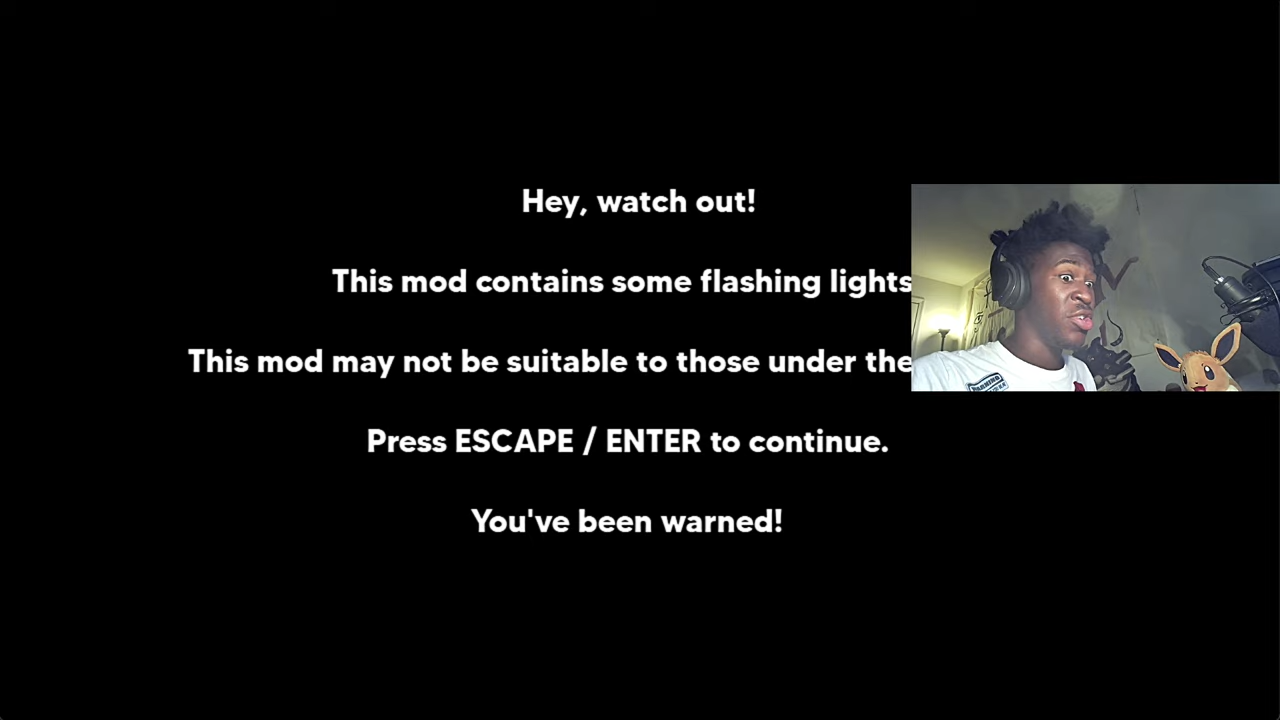 Hey, watch out!
This mod contains some flashing lights
This mod may not be suitable to those under the
Press ESCAPE / ENTER to continue.
You've been warned!